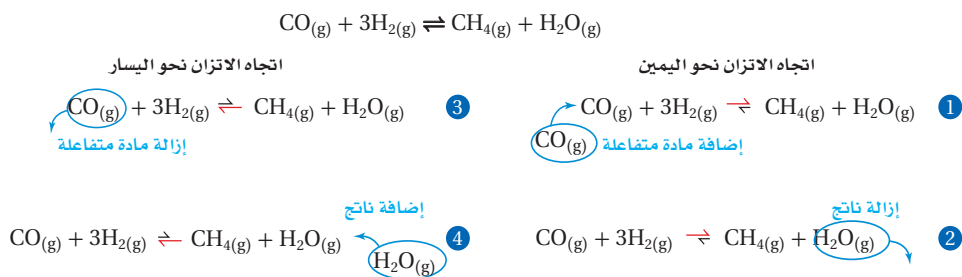 CO(g) + 3H₂(g) ⇌ CH₄(g) + H₂O(g)
اتجاه الاتزان نحو اليمين
1 CO(g) + 3H₂(g) ⇌ CH₄(g) + H₂O(g)
CO(g) إضافة مادة متفاعلة
إزالة ناتج
2 CO(g) + 3H₂(g) ⇌ CH₄(g) + H₂O(g)
اتجاه الاتزان نحو اليسار
3 CO(g) + 3H₂(g) ⇌ CH₄(g) + H₂O(g)
إزالة مادة متفاعلة
إضافة ناتج
4 CO(g) + 3H₂(g) ⇌ CH₄(g) + H₂O(g)
H₂O(g)